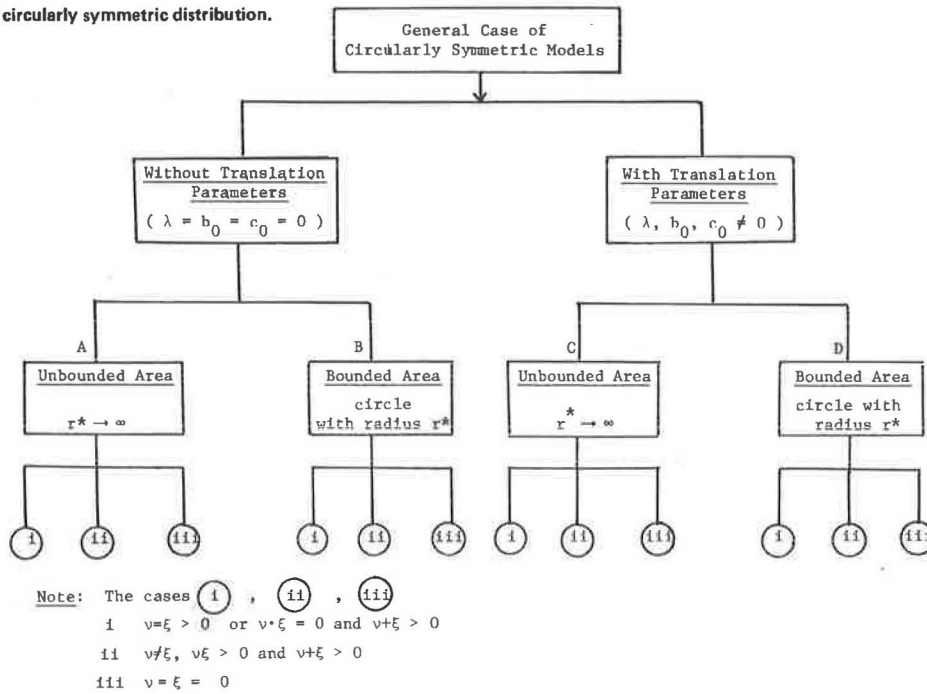 circularly symmetric distribution.
General Case of
Circularly Symmetric Models
Without Translation
Parameters
( λ = b₀ = c₀ = 0 )
With Translation
Parameters
( λ, b₀, c₀ ≠ 0 )
A
Unbounded Area
r* → ∞
B
Bounded Area
circle
with radius r*
C
Unbounded Area
r* → ∞
D
Bounded Area
circle with
radius r*
i
ii
iii
i
ii
iii
i
ii
iii
i
ii
iii
Note: The cases i , ii , iii
i ν=ξ > 0 or ν·ξ = 0 and ν+ξ > 0
ii ν≠ξ, νξ > 0 and ν+ξ > 0
iii ν = ξ = 0